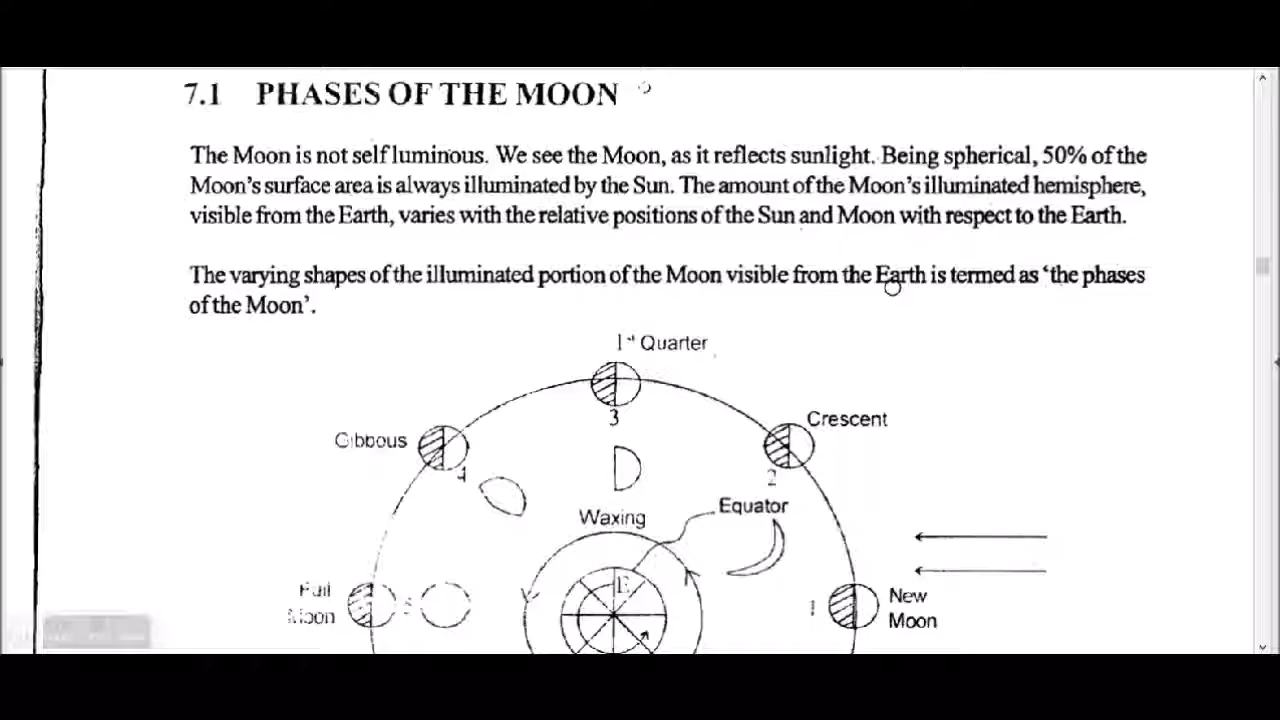 7.1 PHASES OF THE MOON
The Moon is not self luminous. We see the Moon, as it reflects sunlight. Being spherical, 50% of the
Moon's surface area is always illuminated by the Sun. The amount of the Moon's illuminated hemisphere,
visible from the Earth, varies with the relative positions of the Sun and Moon with respect to the Earth.
The varying shapes of the illuminated portion of the Moon visible from the Earth is termed as 'the phases
of the Moon'.
1st Quarter
3
Crescent
Gibbous
4
2
Equator
Waxing
E
Full
Moon
5
1
New
Moon